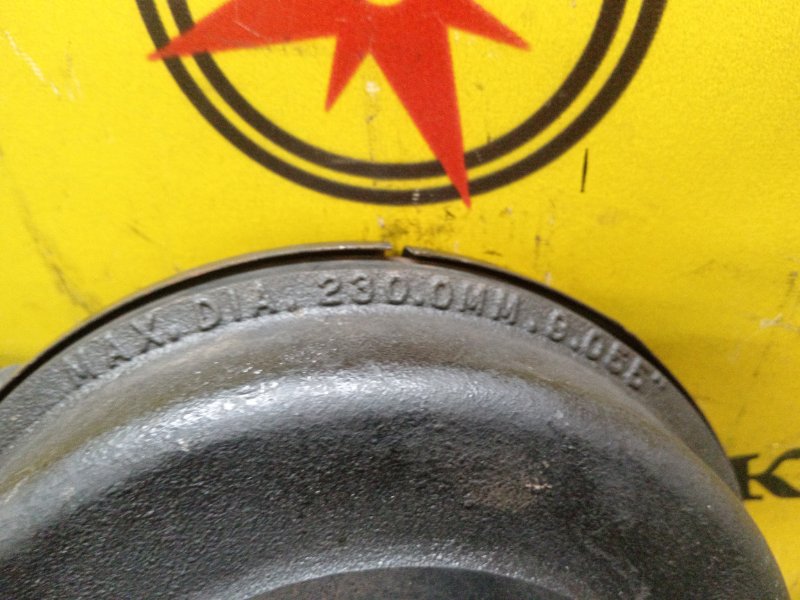 MAX. DIA. 230.0MM. 9.055"
K